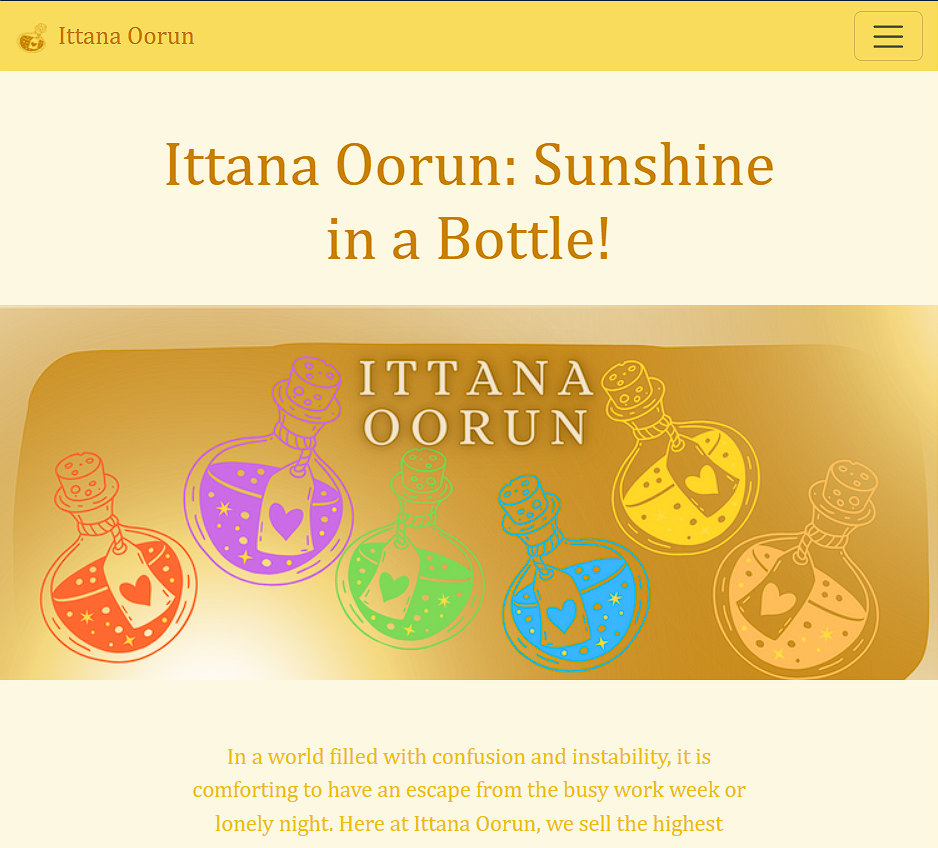 Ittana Oorun
Ittana Oorun: Sunshine
in a Bottle!
ITTANA
OORUN
In a world filled with confusion and instability, it is
comforting to have an escape from the busy work week or
lonely night. Here at Ittana Oorun, we sell the highest